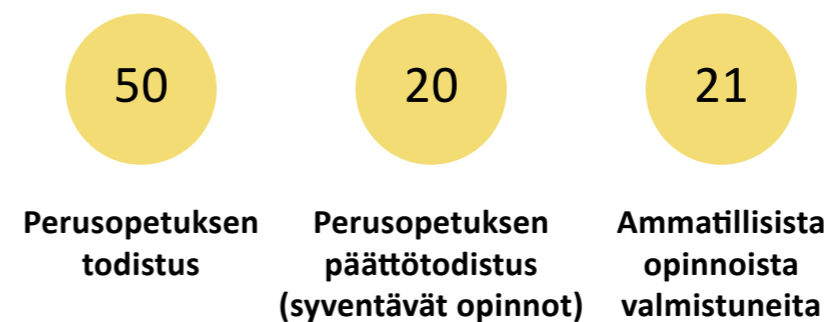 50
20
21
Perusopetuksen
todistus
Perusopetuksen
päättötodistus
(syventävät opinnot)
Ammatillisista
opinnoista
valmistuneita